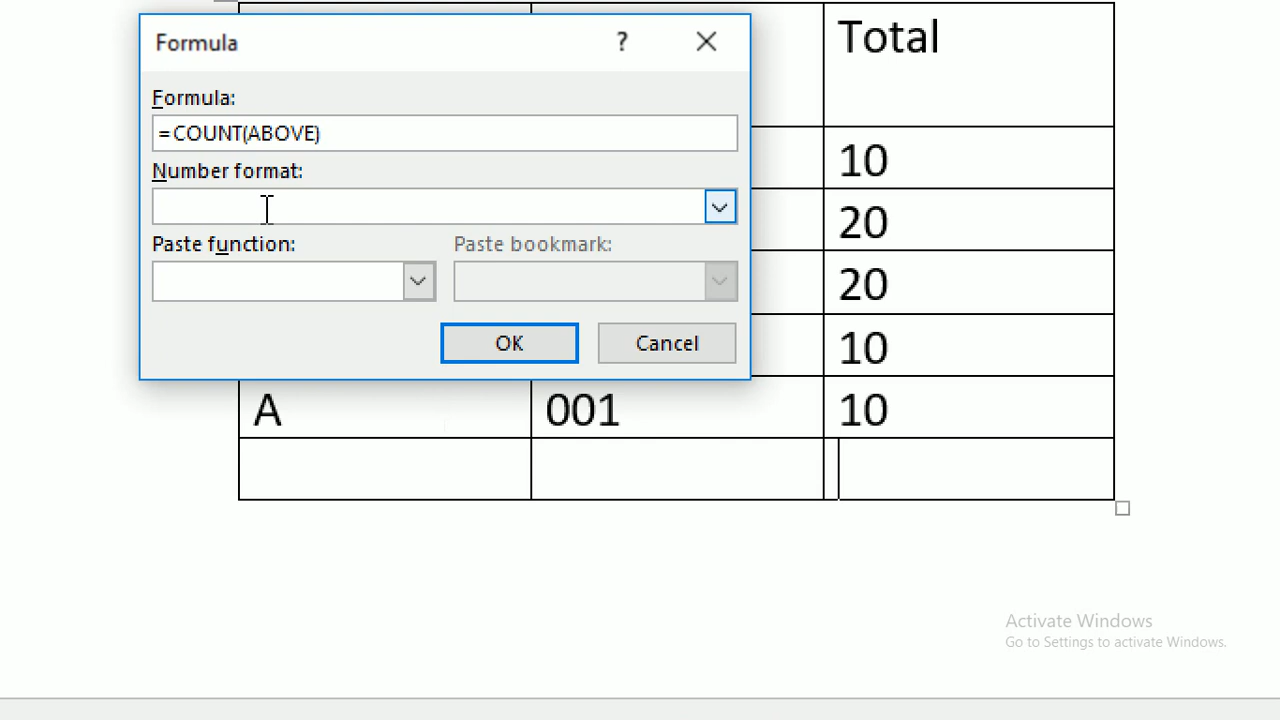 Formula
?
Formula:
=COUNT(ABOVE)
Number format:
Paste function:
Paste bookmark:
OK
Cancel
Total
10
20
20
10
A 001 10
Activate Windows
Go to Settings to activate Windows.